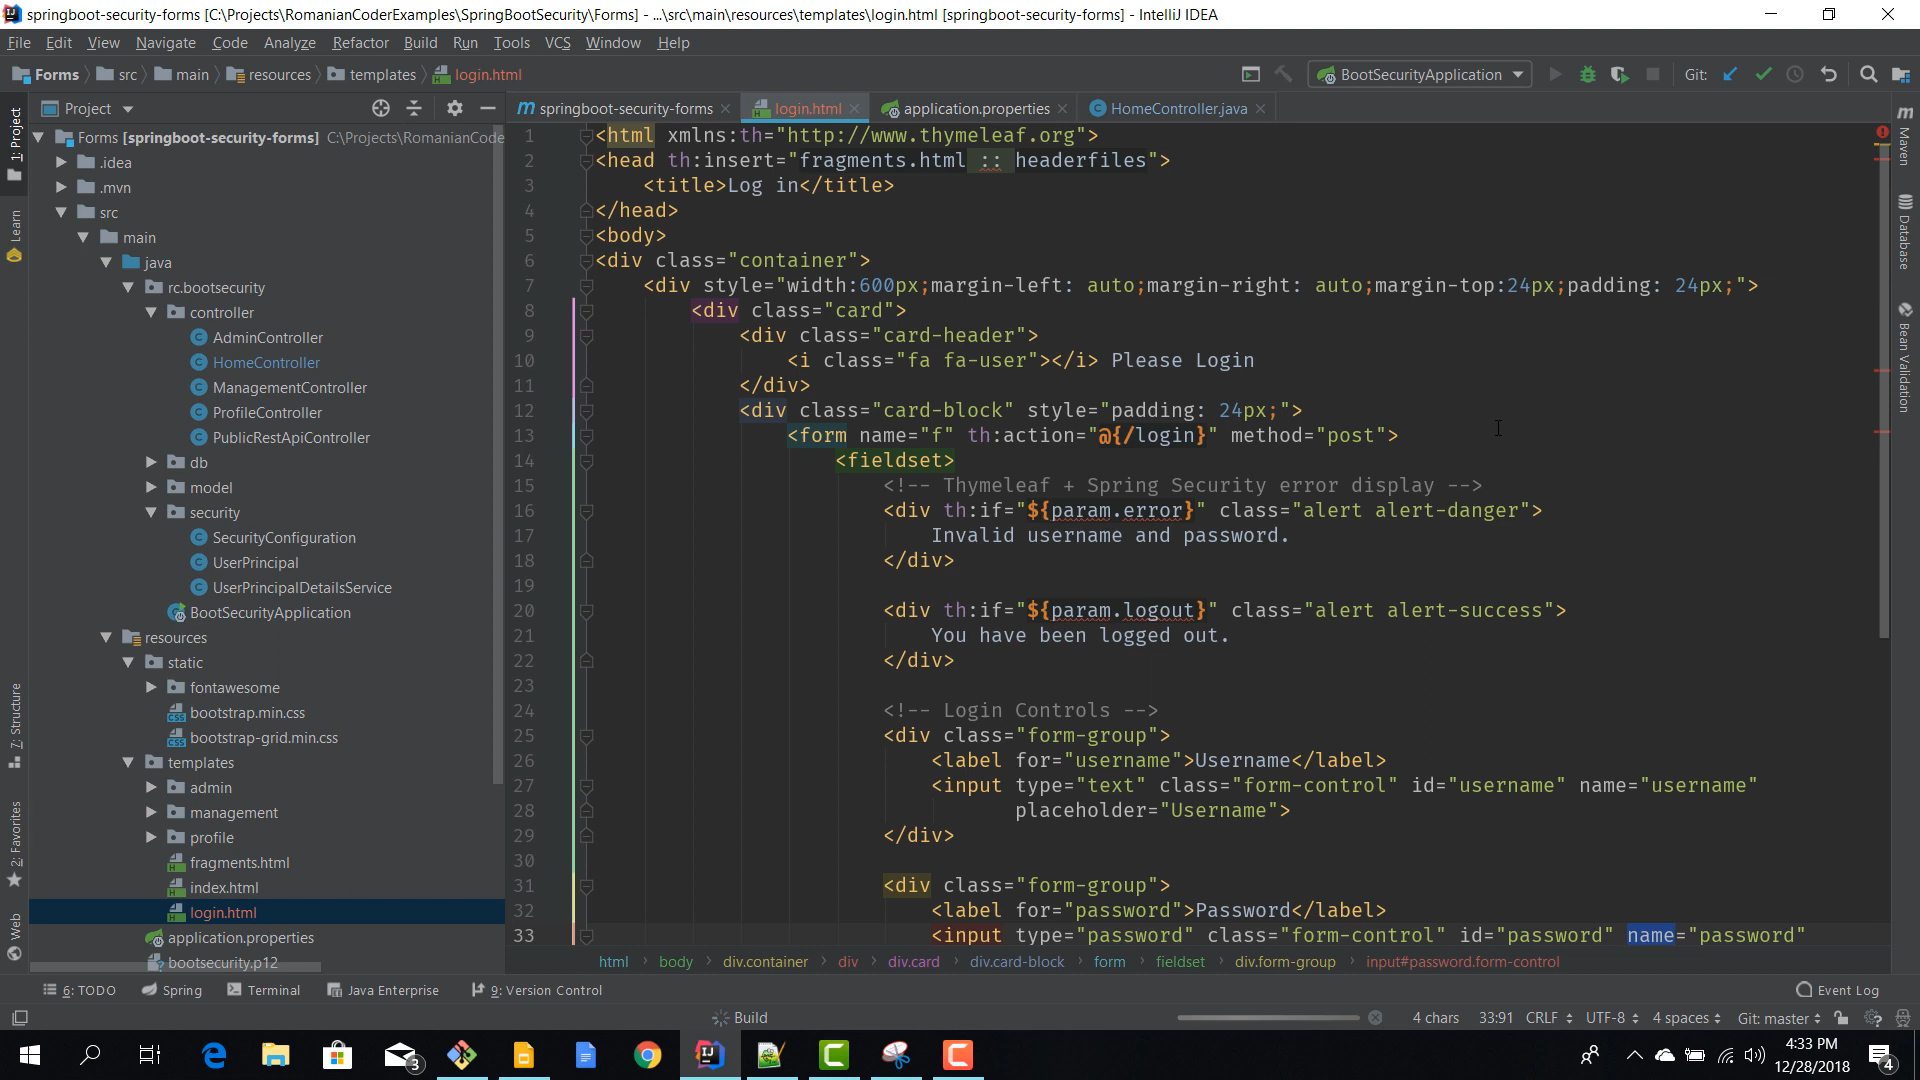 springboot-security-forms [C:\Projects\RomanianCoderExamples\SpringBootSecurity\Forms] - ...\src\main\resources\templates\login.html [springboot-security-forms] - IntelliJ IDEA
File Edit View Navigate Code Analyze Refactor Build Run Tools VCS Window Help
Forms src main resources templates login.html BootSecurityApplication Git:
Project springboot-security-forms login.html application.properties HomeController.java
1: Project
Learn
7: Structure
2: Favorites
Web
Forms [springboot-security-forms] C:\Projects\RomanianCode
.idea
.mvn
src
main
java
rc.bootsecurity
controller
AdminController
HomeController
ManagementController
ProfileController
PublicRestApiController
db
model
security
SecurityConfiguration
UserPrincipal
UserPrincipalDetailsService
BootSecurityApplication
resources
static
fontawesome
bootstrap.min.css
bootstrap-grid.min.css
templates
admin
management
profile
fragments.html
index.html
login.html
application.properties
bootsecurity.p12
1 <html xmlns:th="http://www.thymeleaf.org">
2 <head th:insert="fragments.html :: headerfiles">
3 <title>Log in</title>
4 </head>
5 <body>
6 <div class="container">
7 <div style="width:600px;margin-left: auto;margin-right: auto;margin-top:24px;padding: 24px;">
8 <div class="card">
9 <div class="card-header">
10 <i class="fa fa-user"></i> Please Login
11 </div>
12 <div class="card-block" style="padding: 24px;">
13 <form name="f" th:action="@{/login}" method="post">
14 <fieldset>
15 <!-- Thymeleaf + Spring Security error display -->
16 <div th:if="${param.error}" class="alert alert-danger">
17 Invalid username and password.
18 </div>
19
20 <div th:if="${param.logout}" class="alert alert-success">
21 You have been logged out.
22 </div>
23
24 <!-- Login Controls -->
25 <div class="form-group">
26 <label for="username">Username</label>
27 <input type="text" class="form-control" id="username" name="username"
28 placeholder="Username">
29 </div>
30
31 <div class="form-group">
32 <label for="password">Password</label>
33 <input type="password" class="form-control" id="password" name="password"
html body div.container div div.card div.card-block form fieldset div.form-group input#password.form-control
Maven
Database
Bean Validation
6: TODO Spring Terminal Java Enterprise 9: Version Control Event Log
Build 4 chars 33:91 CRLF UTF-8 4 spaces Git: master
3
4:33 PM
12/28/2018
4